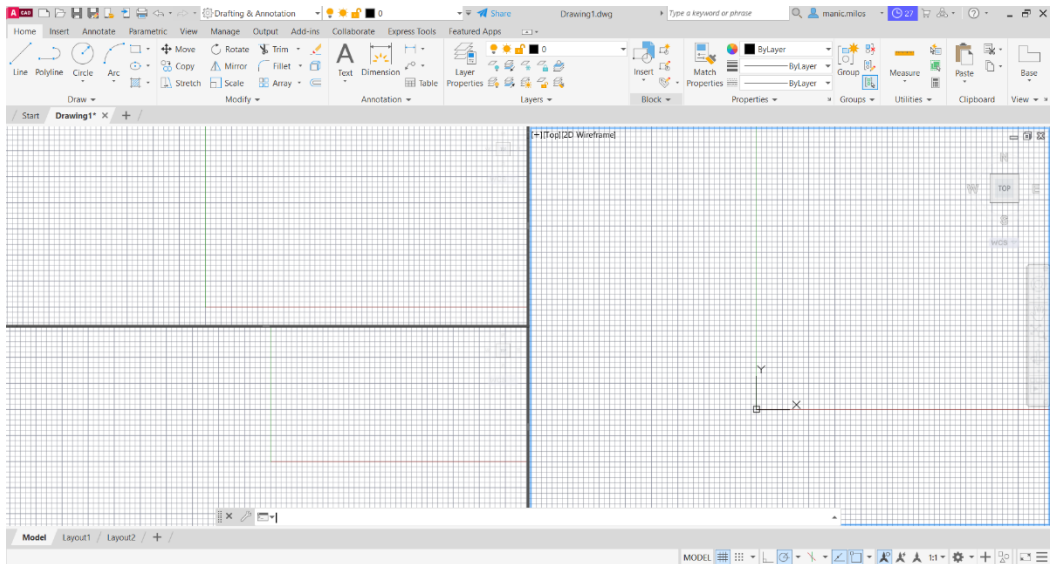 A CAD Drafting & Annotation 0 Share Drawing1.dwg Type a keyword or phrase manic.milos 27
Home Insert Annotate Parametric View Manage Output Add-ins Collaborate Express Tools Featured Apps
Line Polyline Circle Arc Move Rotate Trim Copy Mirror Fillet Stretch Scale Array Text Dimension Table Layer Properties 0 Insert Match Properties ByLayer ByLayer ByLayer Group Measure Paste Base
Draw Modify Annotation Layers Block Properties Groups Utilities Clipboard View
Start Drawing1* +
[+][Top][2D Wireframe]
N
W TOP E
S
WCS
Y
X
Model Layout1 Layout2 +
MODEL 1:1